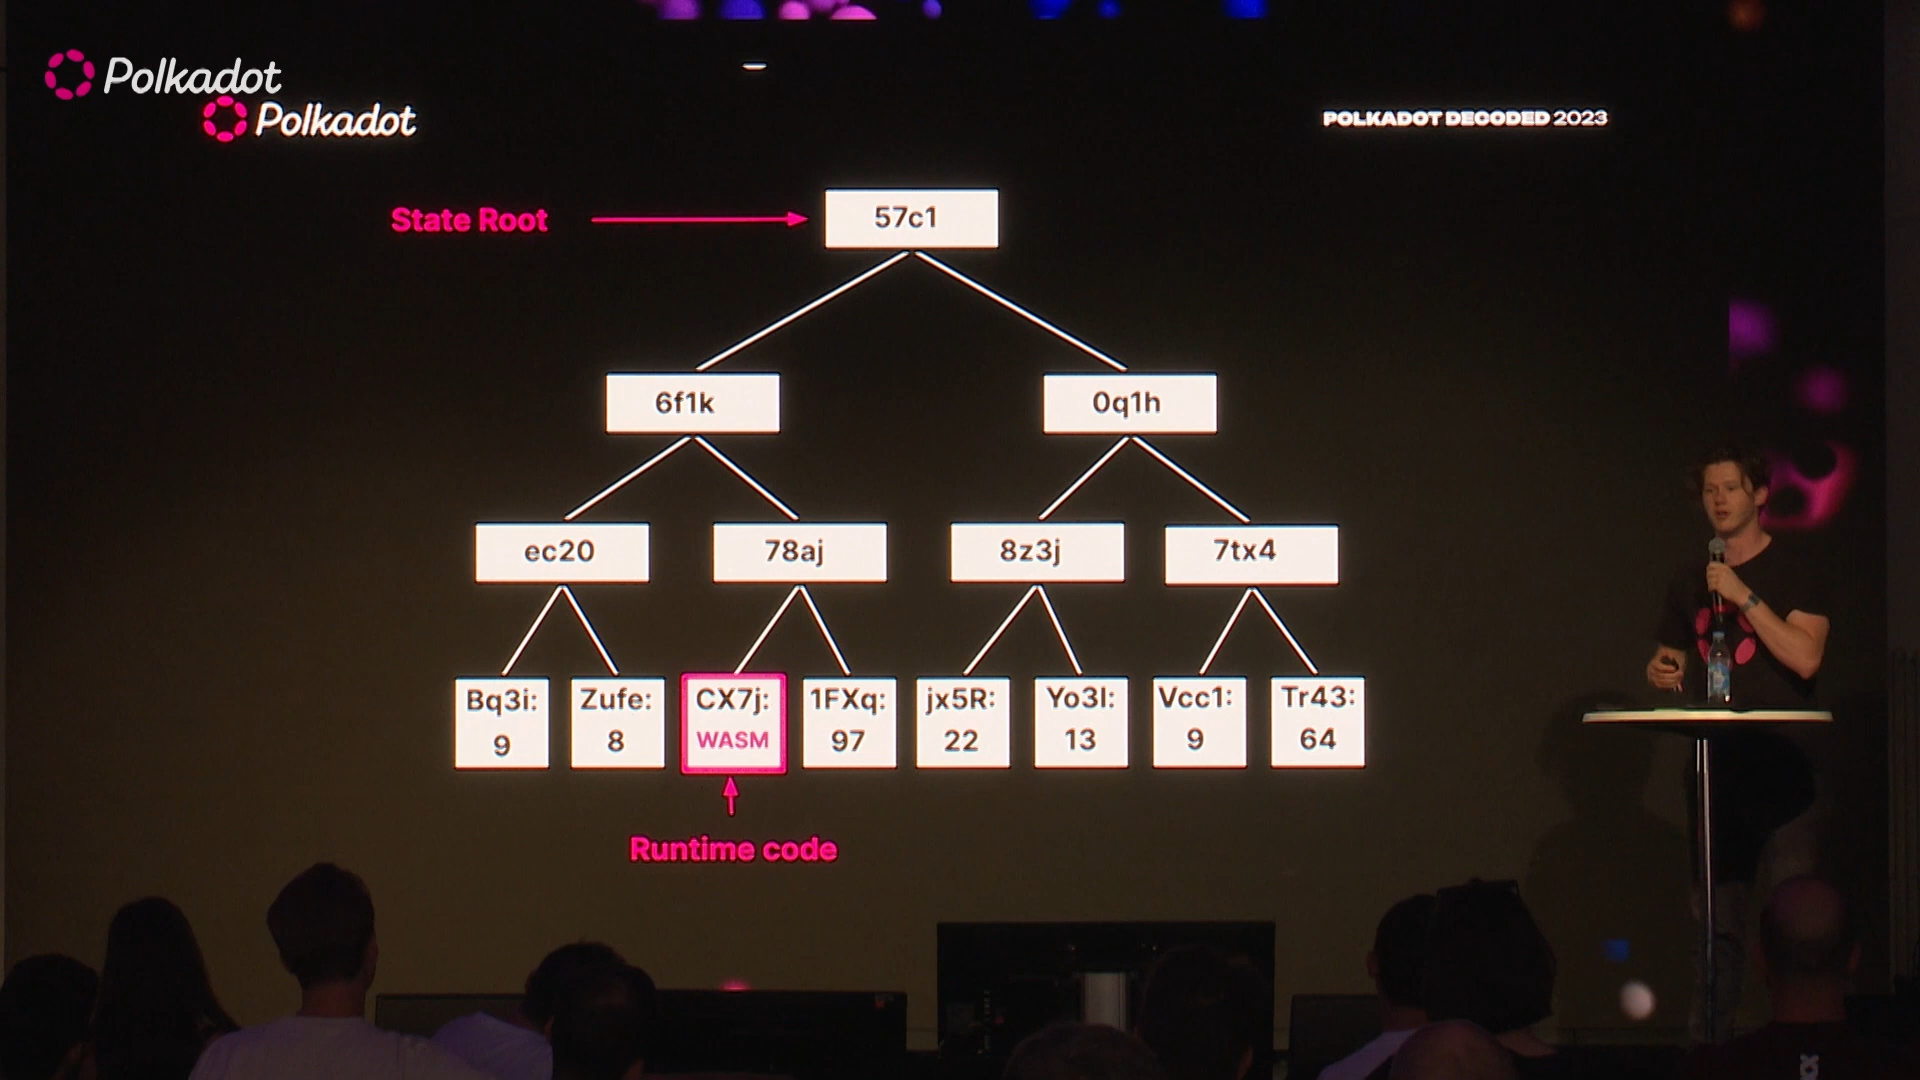 Polkadot
Polkadot
POLKADOT DECODED 2023
State Root
57c1
6f1k
0q1h
ec20
78aj
8z3j
7tx4
Bq3i:
9
Zufe:
8
CX7j:
WASM
1FXq:
97
jx5R:
22
Yo3l:
13
Vcc1:
9
Tr43:
64
Runtime code